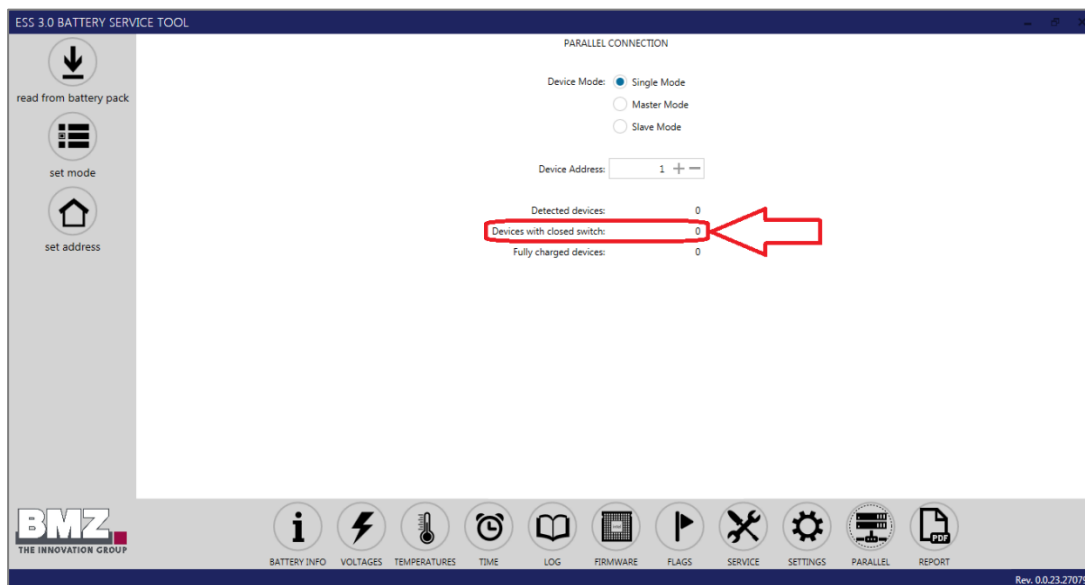 ESS 3.0 BATTERY SERVICE TOOL
PARALLEL CONNECTION
read from battery pack
set mode
set address
Device Mode: Single Mode
Master Mode
Slave Mode
Device Address: 1
Detected devices: 0
Devices with closed switch: 0
Fully charged devices: 0
BMZ
THE INNOVATION GROUP
BATTERY INFO
VOLTAGES
TEMPERATURES
TIME
LOG
FIRMWARE
FLAGS
SERVICE
SETTINGS
PARALLEL
PDF
REPORT